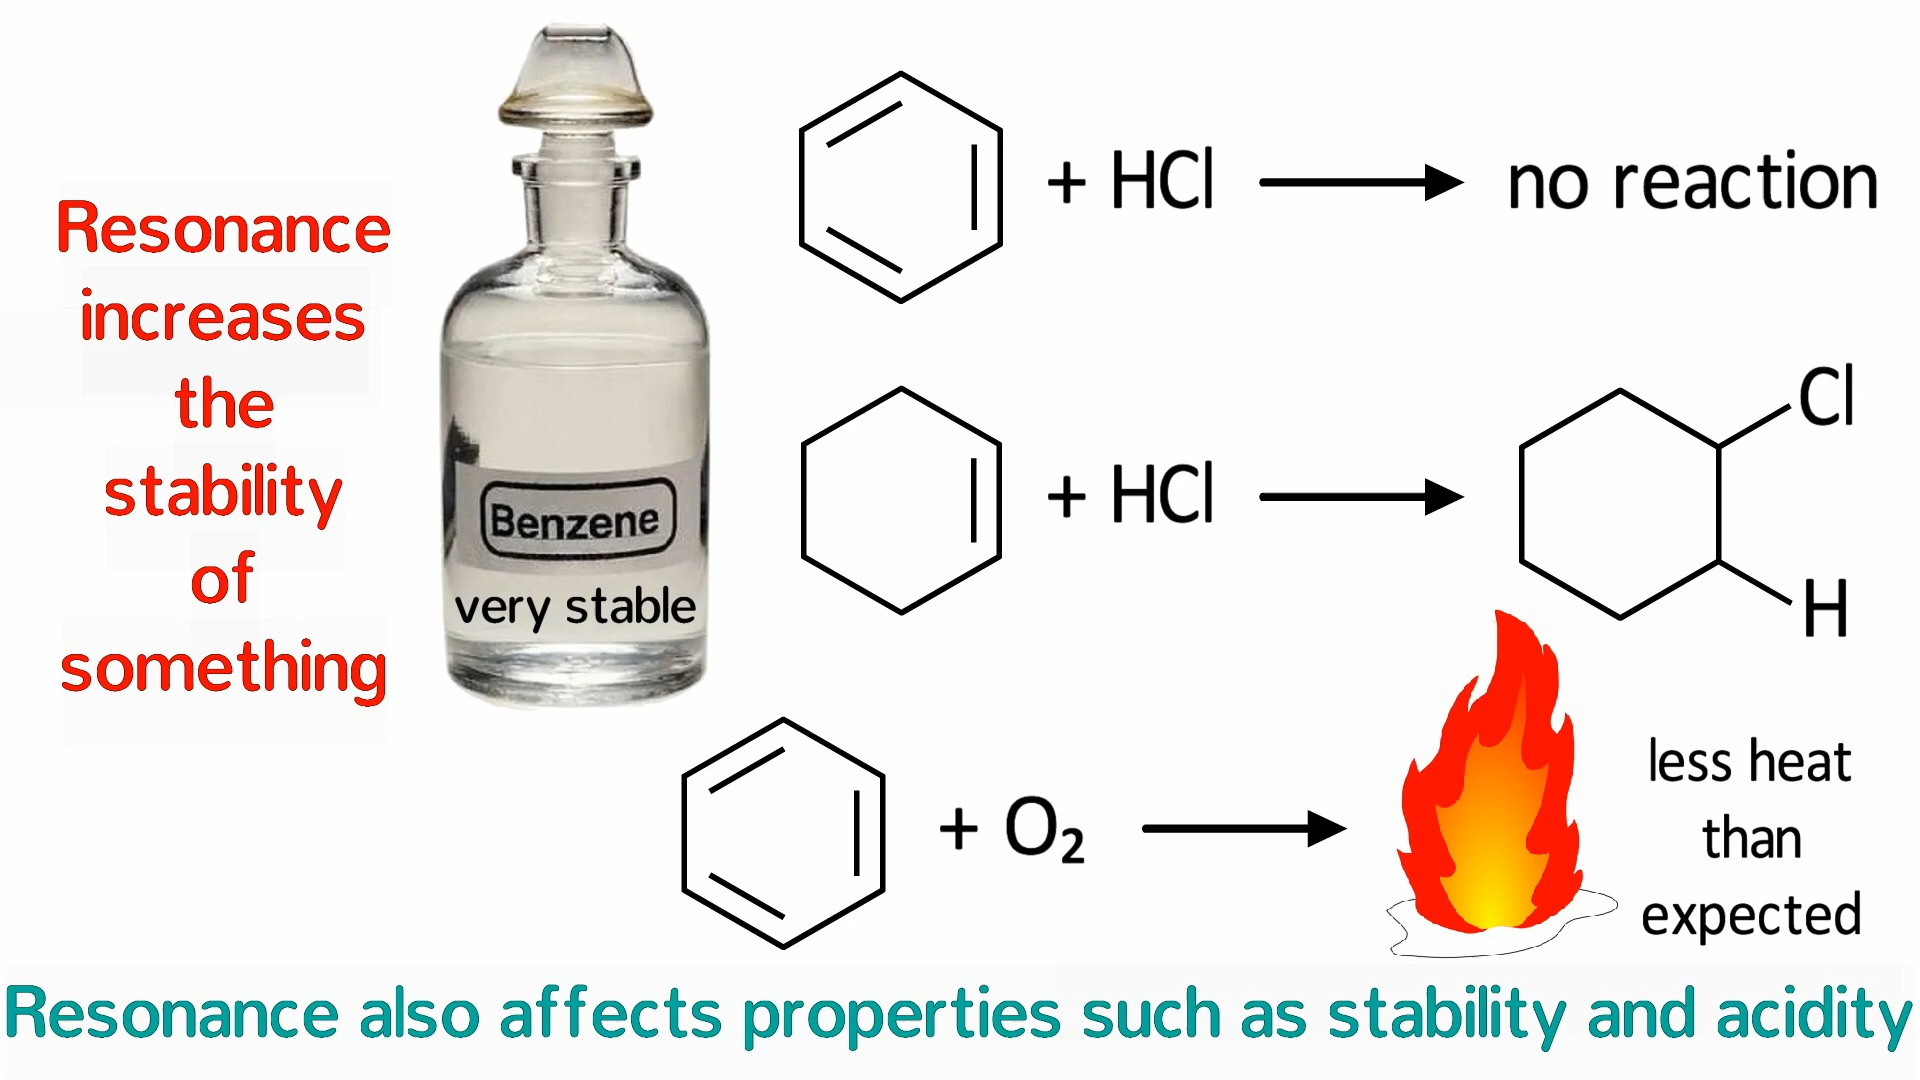 Resonance
increases
the
stability
of
something
Benzene
very stable
+ HCl
no reaction
+ HCl
Cl
H
+ O₂
less heat
than
expected
Resonance also affects properties such as stability and acidity